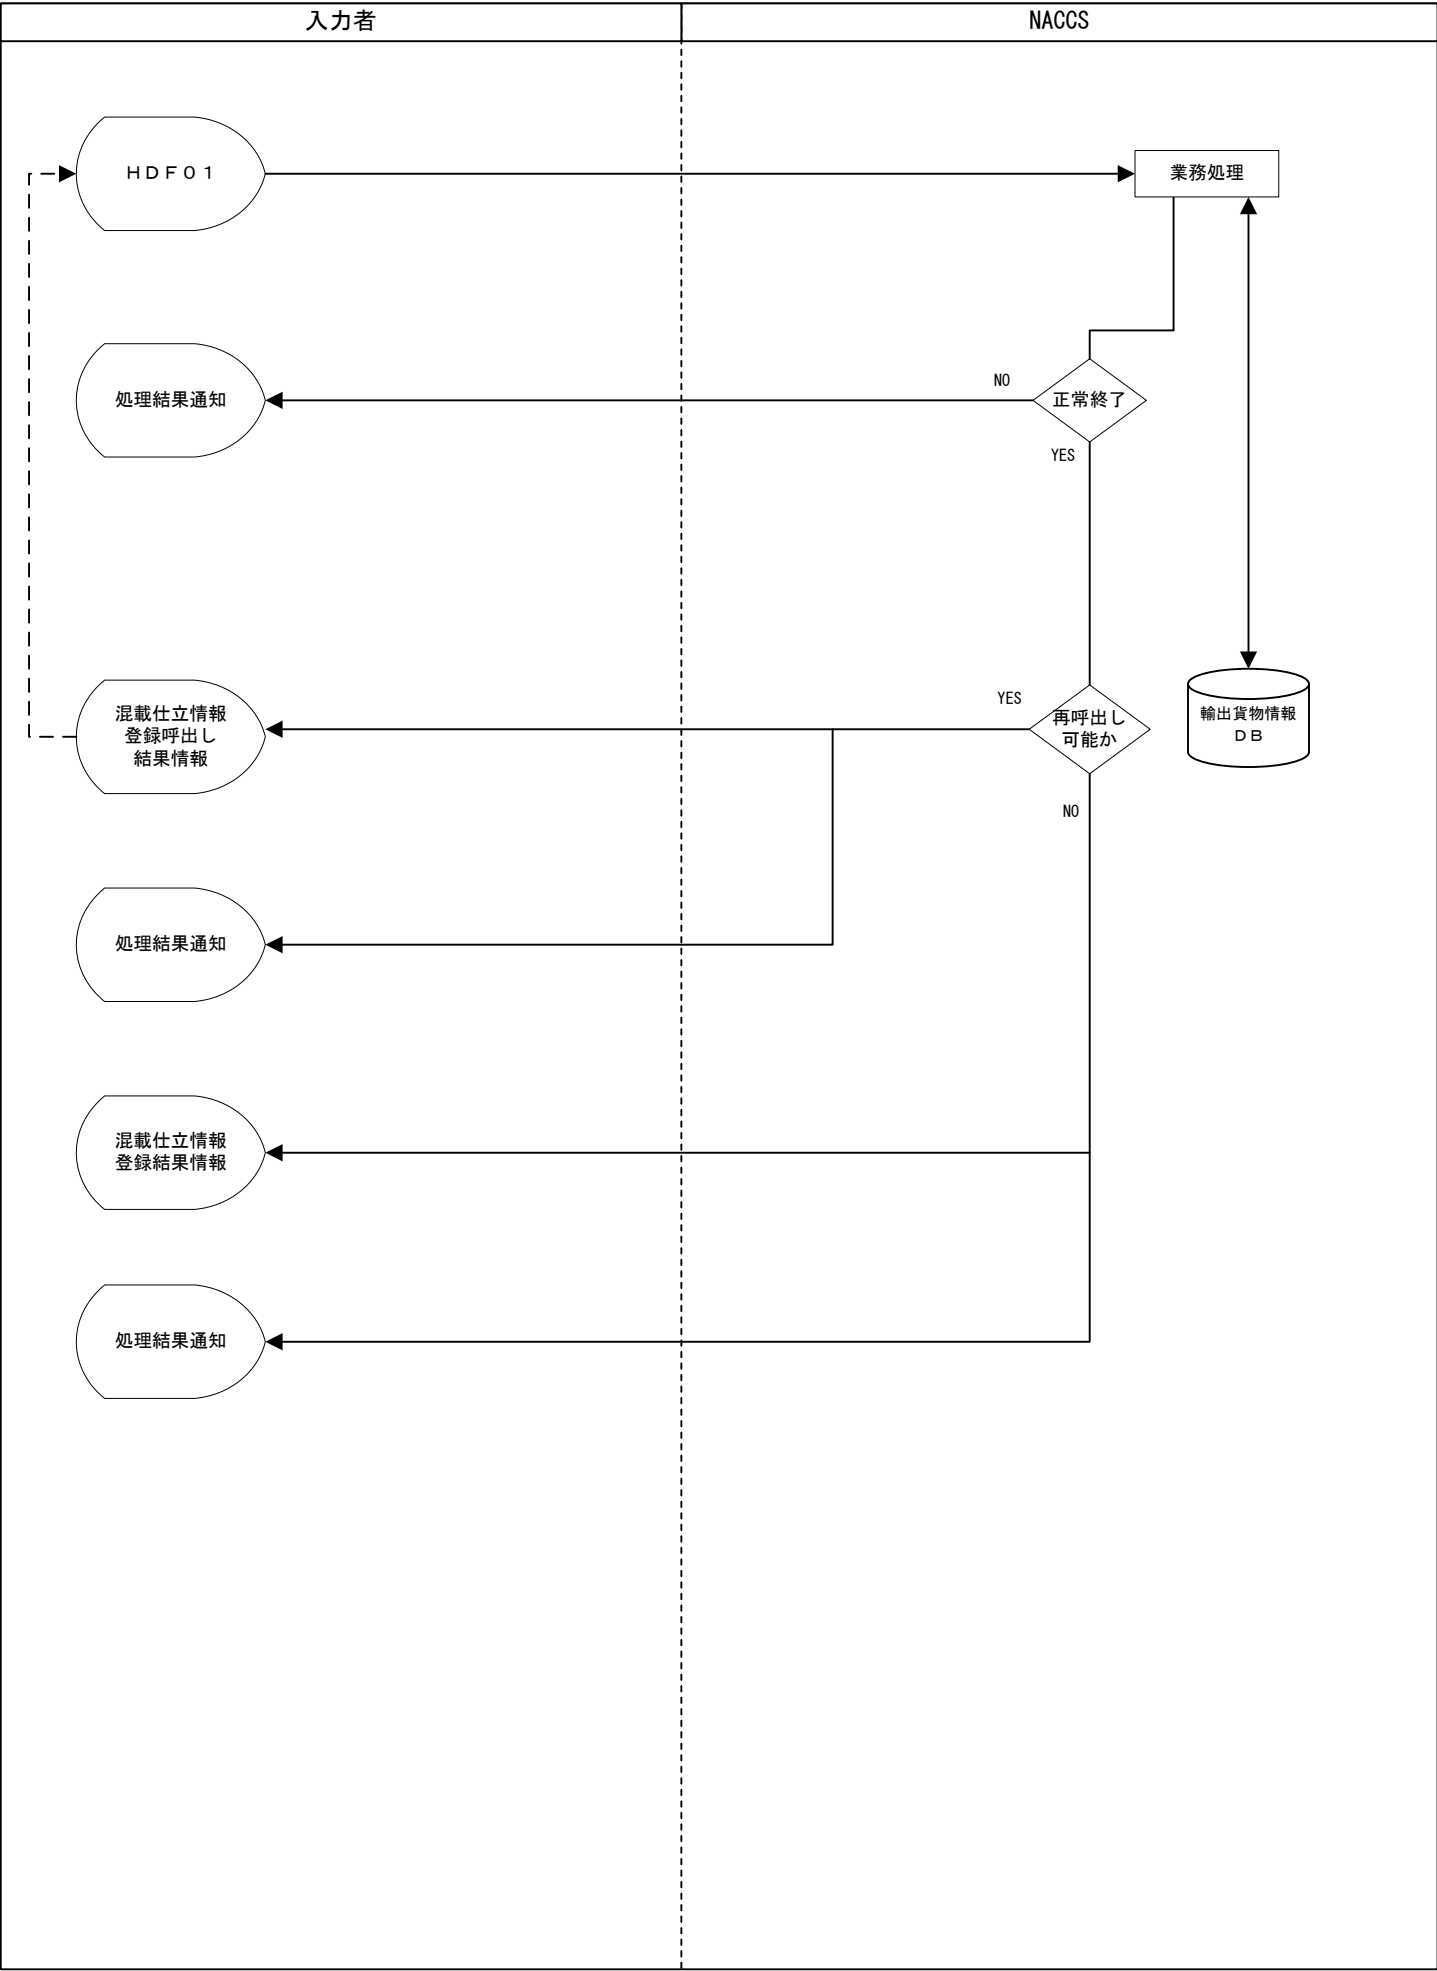 入力者
NACCS
ＨＤＦ０１
業務処理
処理結果通知
NO
正常終了
YES
混載仕立情報
登録呼出し
結果情報
YES
再呼出し
可能か
輸出貨物情報
ＤＢ
NO
処理結果通知
混載仕立情報
登録結果情報
処理結果通知